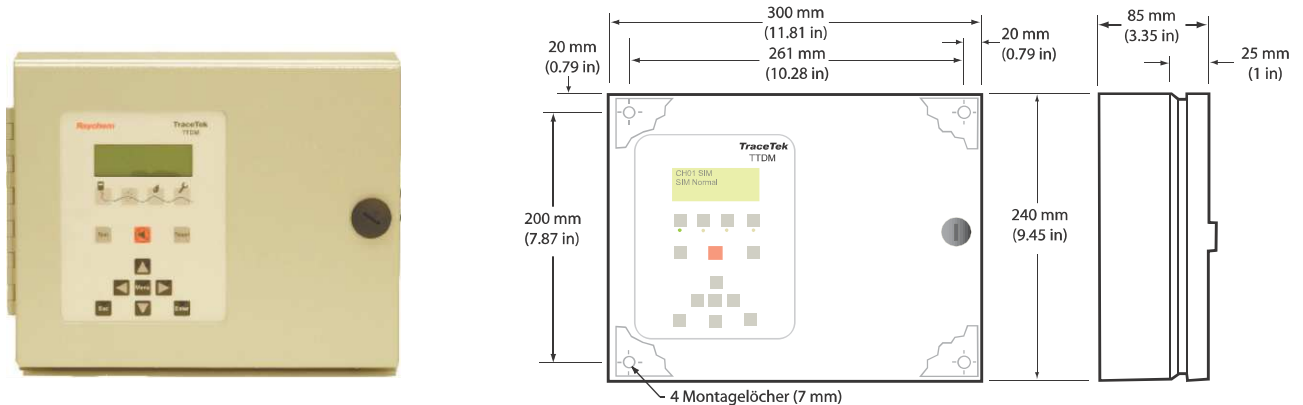 Raychem
TraceTek
TTDM
Test
Reset
Menu
Esc
Enter
300 mm
(11.81 in)
20 mm
(0.79 in)
261 mm
(10.28 in)
20 mm
(0.79 in)
85 mm
(3.35 in)
25 mm
(1 in)
TraceTek
TTDM
CH01 SIM
SIM Normal
200 mm
(7.87 in)
240 mm
(9.45 in)
4 Montagelöcher (7 mm)